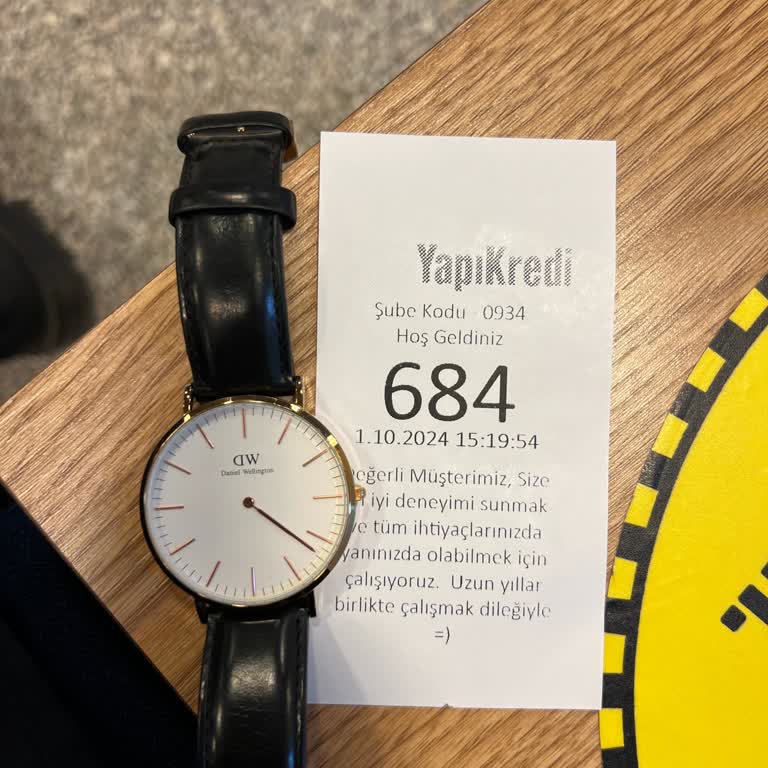 DW
Daniel Wellington
YapıKredi
Şube Kodu - 0934
Hoş Geldiniz
684
1.10.2024 15:19:54
Müşterimiz, Size
iyi deneyimi sunmak
ve tüm ihtiyaçlarınızda
yanınızda olabilmek için
çalışıyoruz. Uzun yıllar
birlikte çalışmak dileğiyle
=)